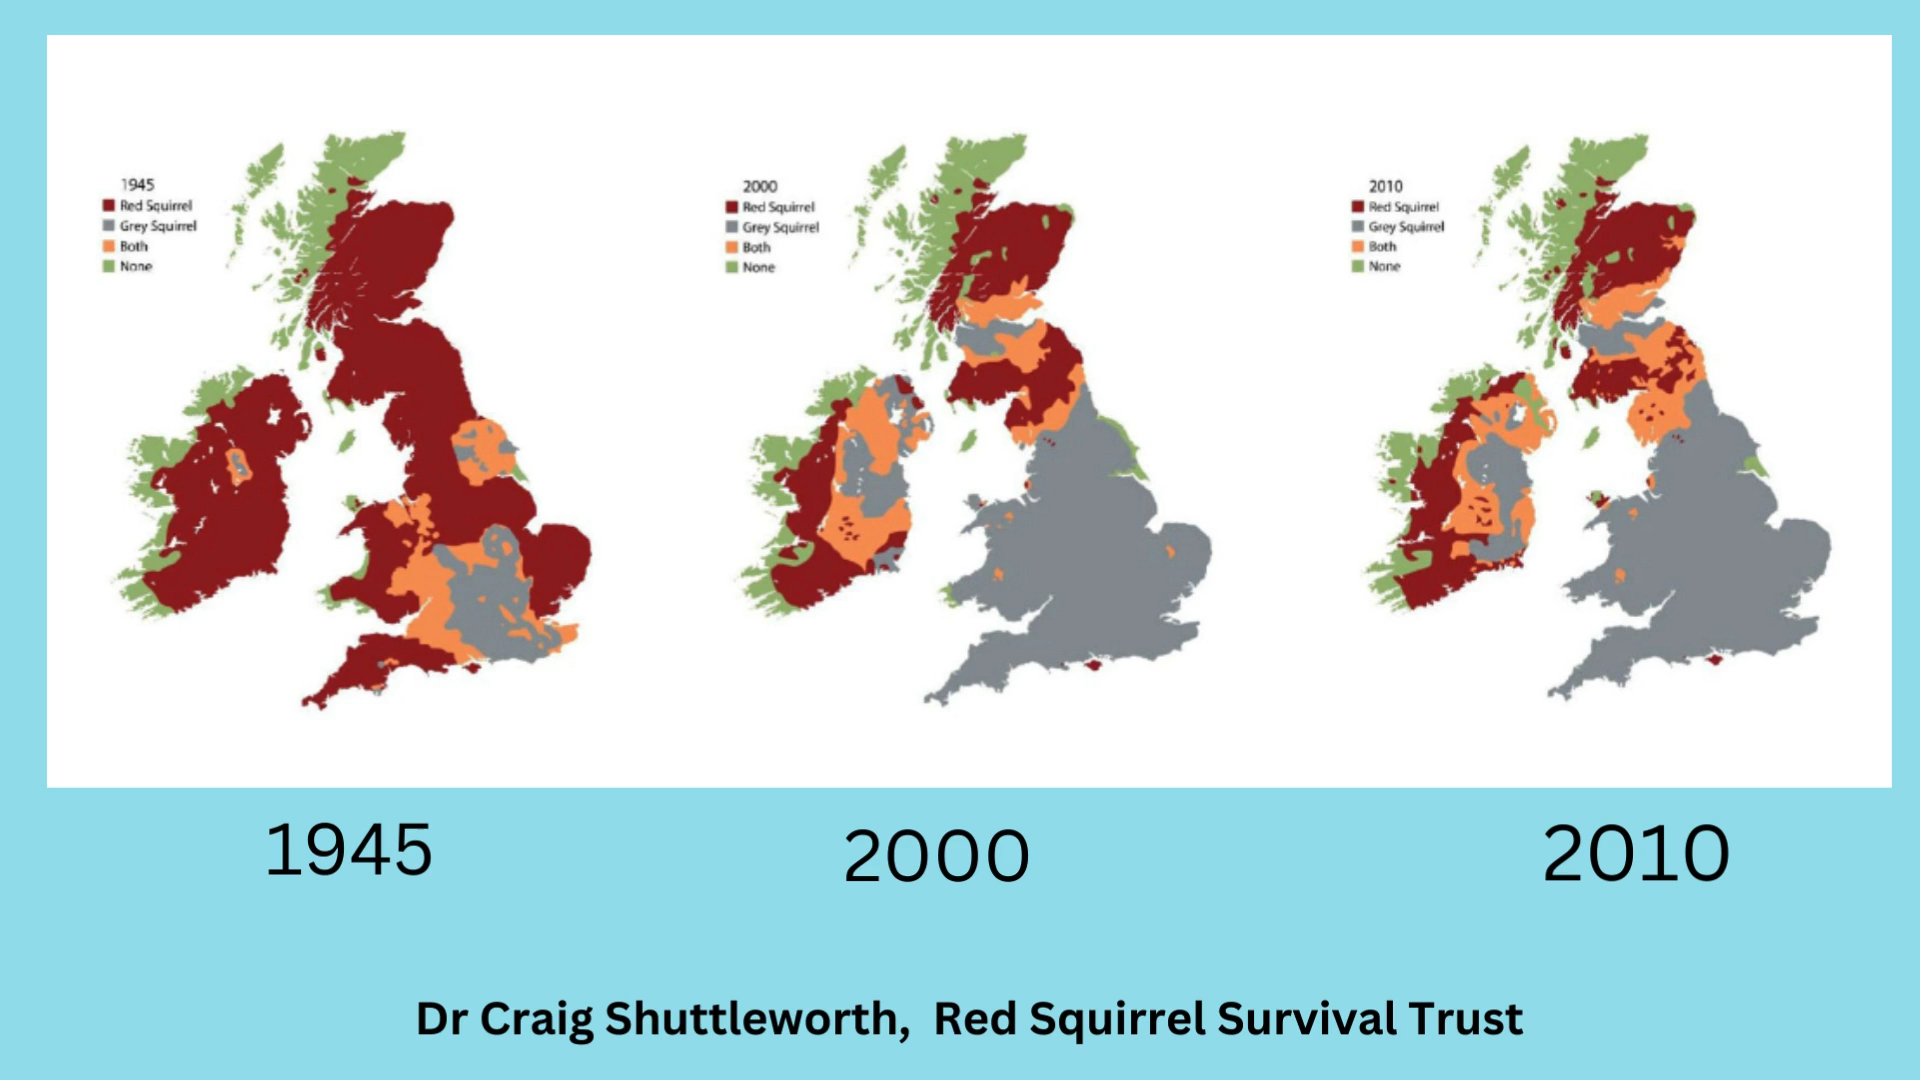 1945
Red Squirrel
Grey Squirrel
Both
None
2000
Red Squirrel
Grey Squirrel
Both
None
2010
Red Squirrel
Grey Squirrel
Both
None
1945
2000
2010
Dr Craig Shuttleworth, Red Squirrel Survival Trust